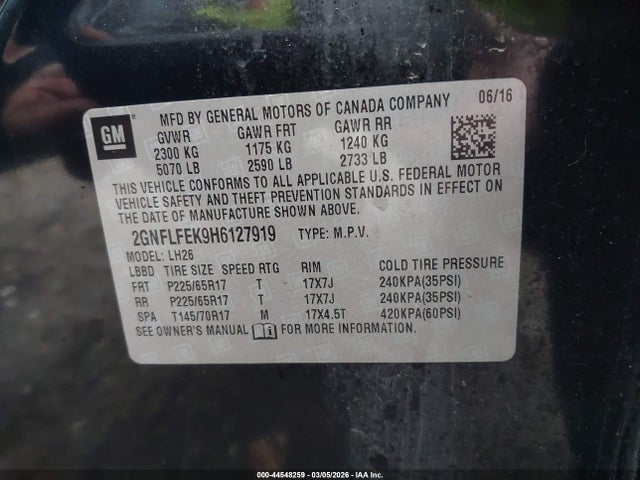 MFD BY GENERAL MOTORS OF CANADA COMPANY 06/16
GM
GVWR GAWR FRT GAWR RR
2300 KG 1175 KG 1240 KG
5070 LB 2590 LB 2733 LB
THIS VEHICLE CONFORMS TO ALL APPLICABLE U.S. FEDERAL MOTOR
VEHICLE SAFETY AND THEFT PREVENTION STANDARDS IN EFFECT ON
THE DATE OF MANUFACTURE SHOWN ABOVE.
2GNFLFEK9H6127919 TYPE: M.P.V.
MODEL: LH26
LBBD TIRE SIZE SPEED RTG RIM COLD TIRE PRESSURE
FRT P225/65R17 T 17X7J 240KPA(35PSI)
RR P225/65R17 T 17X7J 240KPA(35PSI)
SPA T145/70R17 M 17X4.5T 420KPA(60PSI)
SEE OWNER'S MANUAL FOR MORE INFORMATION.
000-44548259 - 03/05/2026 - IAA Inc.